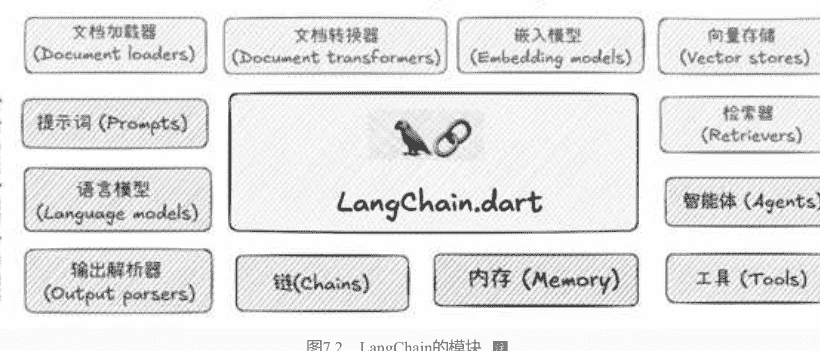 文档加载器
(Document loaders)
文档转换器
(Document transformers)
嵌入模型
(Embedding models)
向量存储
(Vector stores)
提示词 (Prompts)
LangChain.dart
检索器
(Retrievers)
语言模型
(Language models)
智能体 (Agents)
输出解析器
(Output parsers)
链(Chains)
内存 (Memory)
工具 (Tools)
图7.2 LangChain的模块